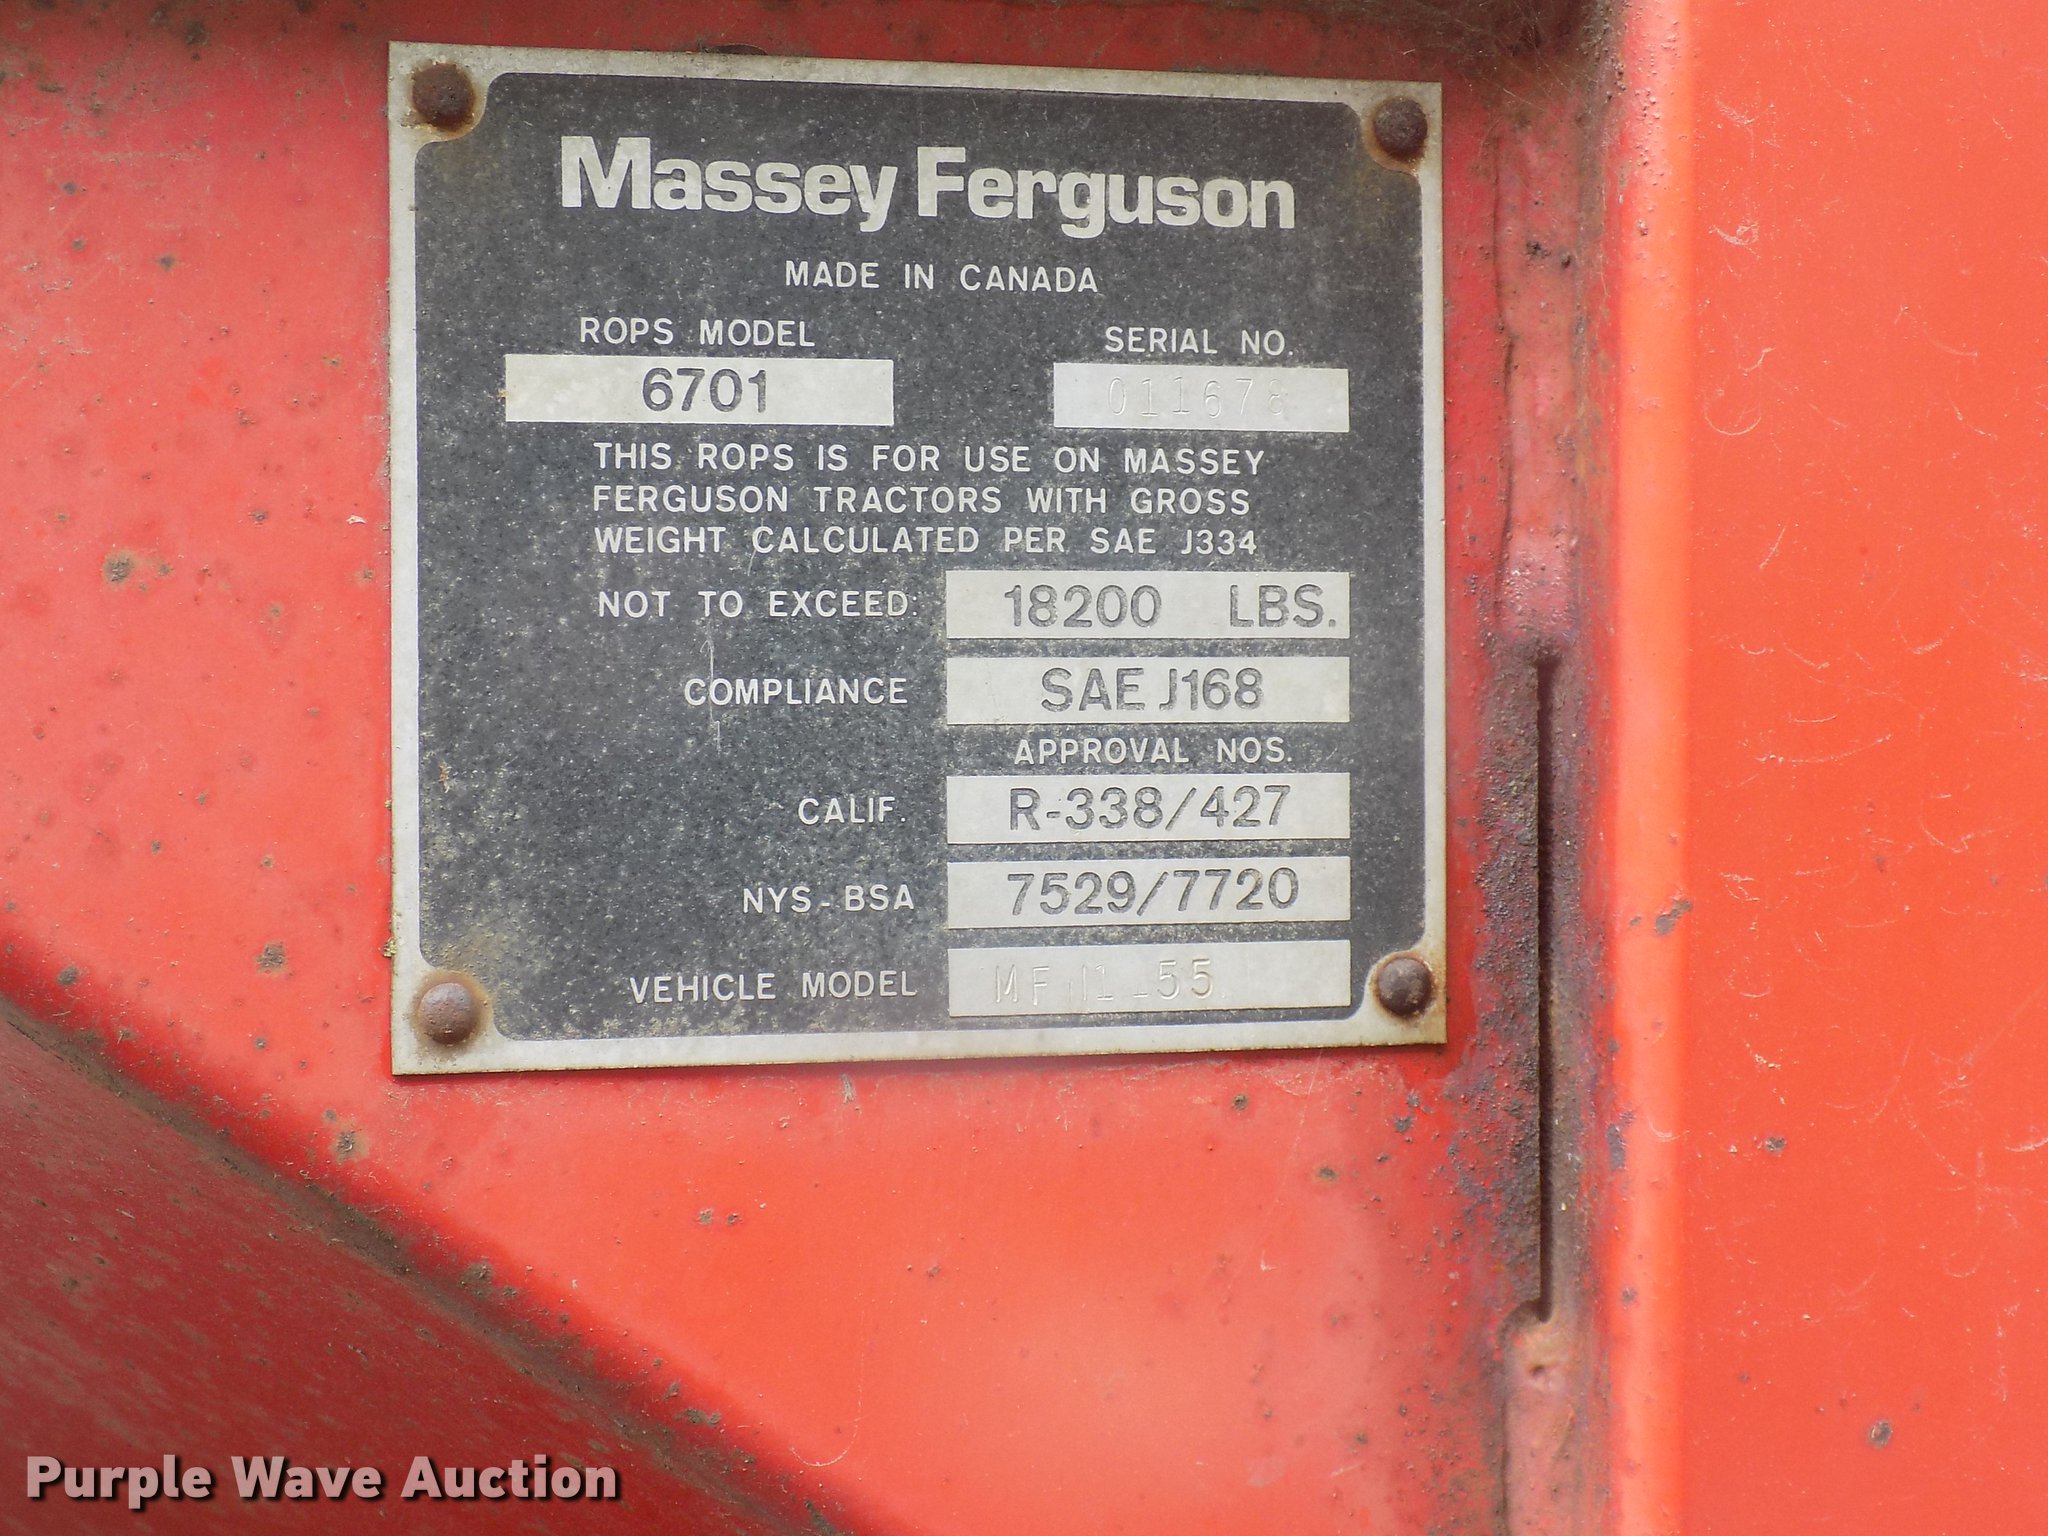 Massey Ferguson
MADE IN CANADA
ROPS MODEL SERIAL NO.
6701 011678
THIS ROPS IS FOR USE ON MASSEY
FERGUSON TRACTORS WITH GROSS
WEIGHT CALCULATED PER SAE J334
NOT TO EXCEED: 18200 LBS.
COMPLIANCE SAE J168
APPROVAL NOS.
CALIF. R-338/427
NYS-BSA 7529/7720
VEHICLE MODEL MF
Purple Wave Auction